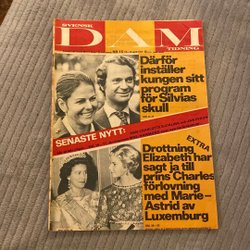 SVENSK
DAM
TIDNING
Därför
inställer
kungen sitt
program
för Silvias
skull
SENASTE NYTT:
EXTRA
Drottning
Elizabeth har
sagt ja till
prins Charles
förlovning
med Marie-
Astrid av
Luxemburg